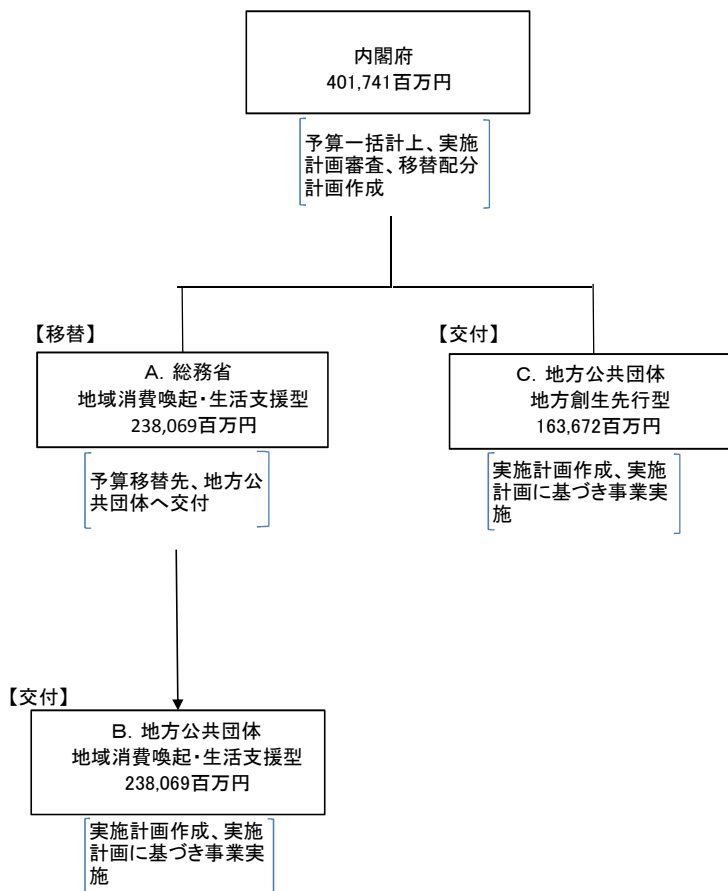 内閣府
401,741百万円
予算一括計上、実施
計画審査、移替配分
計画作成
【移替】
A. 総務省
地域消費喚起・生活支援型
238,069百万円
予算移替先、地方公
共団体へ交付
【交付】
C. 地方公共団体
地方創生先行型
163,672百万円
実施計画作成、実施
計画に基づき事業実
施
【交付】
B. 地方公共団体
地域消費喚起・生活支援型
238,069百万円
実施計画作成、実施
計画に基づき事業実
施